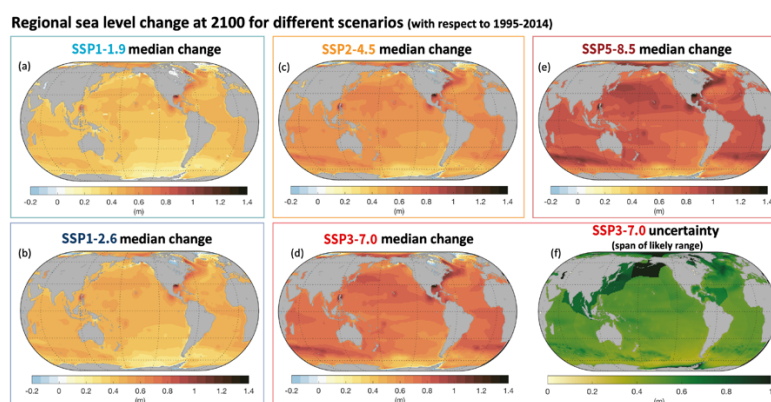 Regional sea level change at 2100 for different scenarios (with respect to 1995-2014)
SSP1-1.9 median change
(a)
-0.2 0 0.2 0.4 0.6 0.8 1 1.2 1.4
(m)
SSP2-4.5 median change
(c)
-0.2 0 0.2 0.4 0.6 0.8 1 1.2 1.4
(m)
SSP5-8.5 median change
(e)
-0.2 0 0.2 0.4 0.6 0.8 1 1.2 1.4
(m)
SSP1-2.6 median change
(b)
-0.2 0 0.2 0.4 0.6 0.8 1 1.2 1.4
SSP3-7.0 median change
(d)
-0.2 0 0.2 0.4 0.6 0.8 1 1.2 1.4
SSP3-7.0 uncertainty
(span of likely range)
(f)
0 0.2 0.4 0.6 0.8